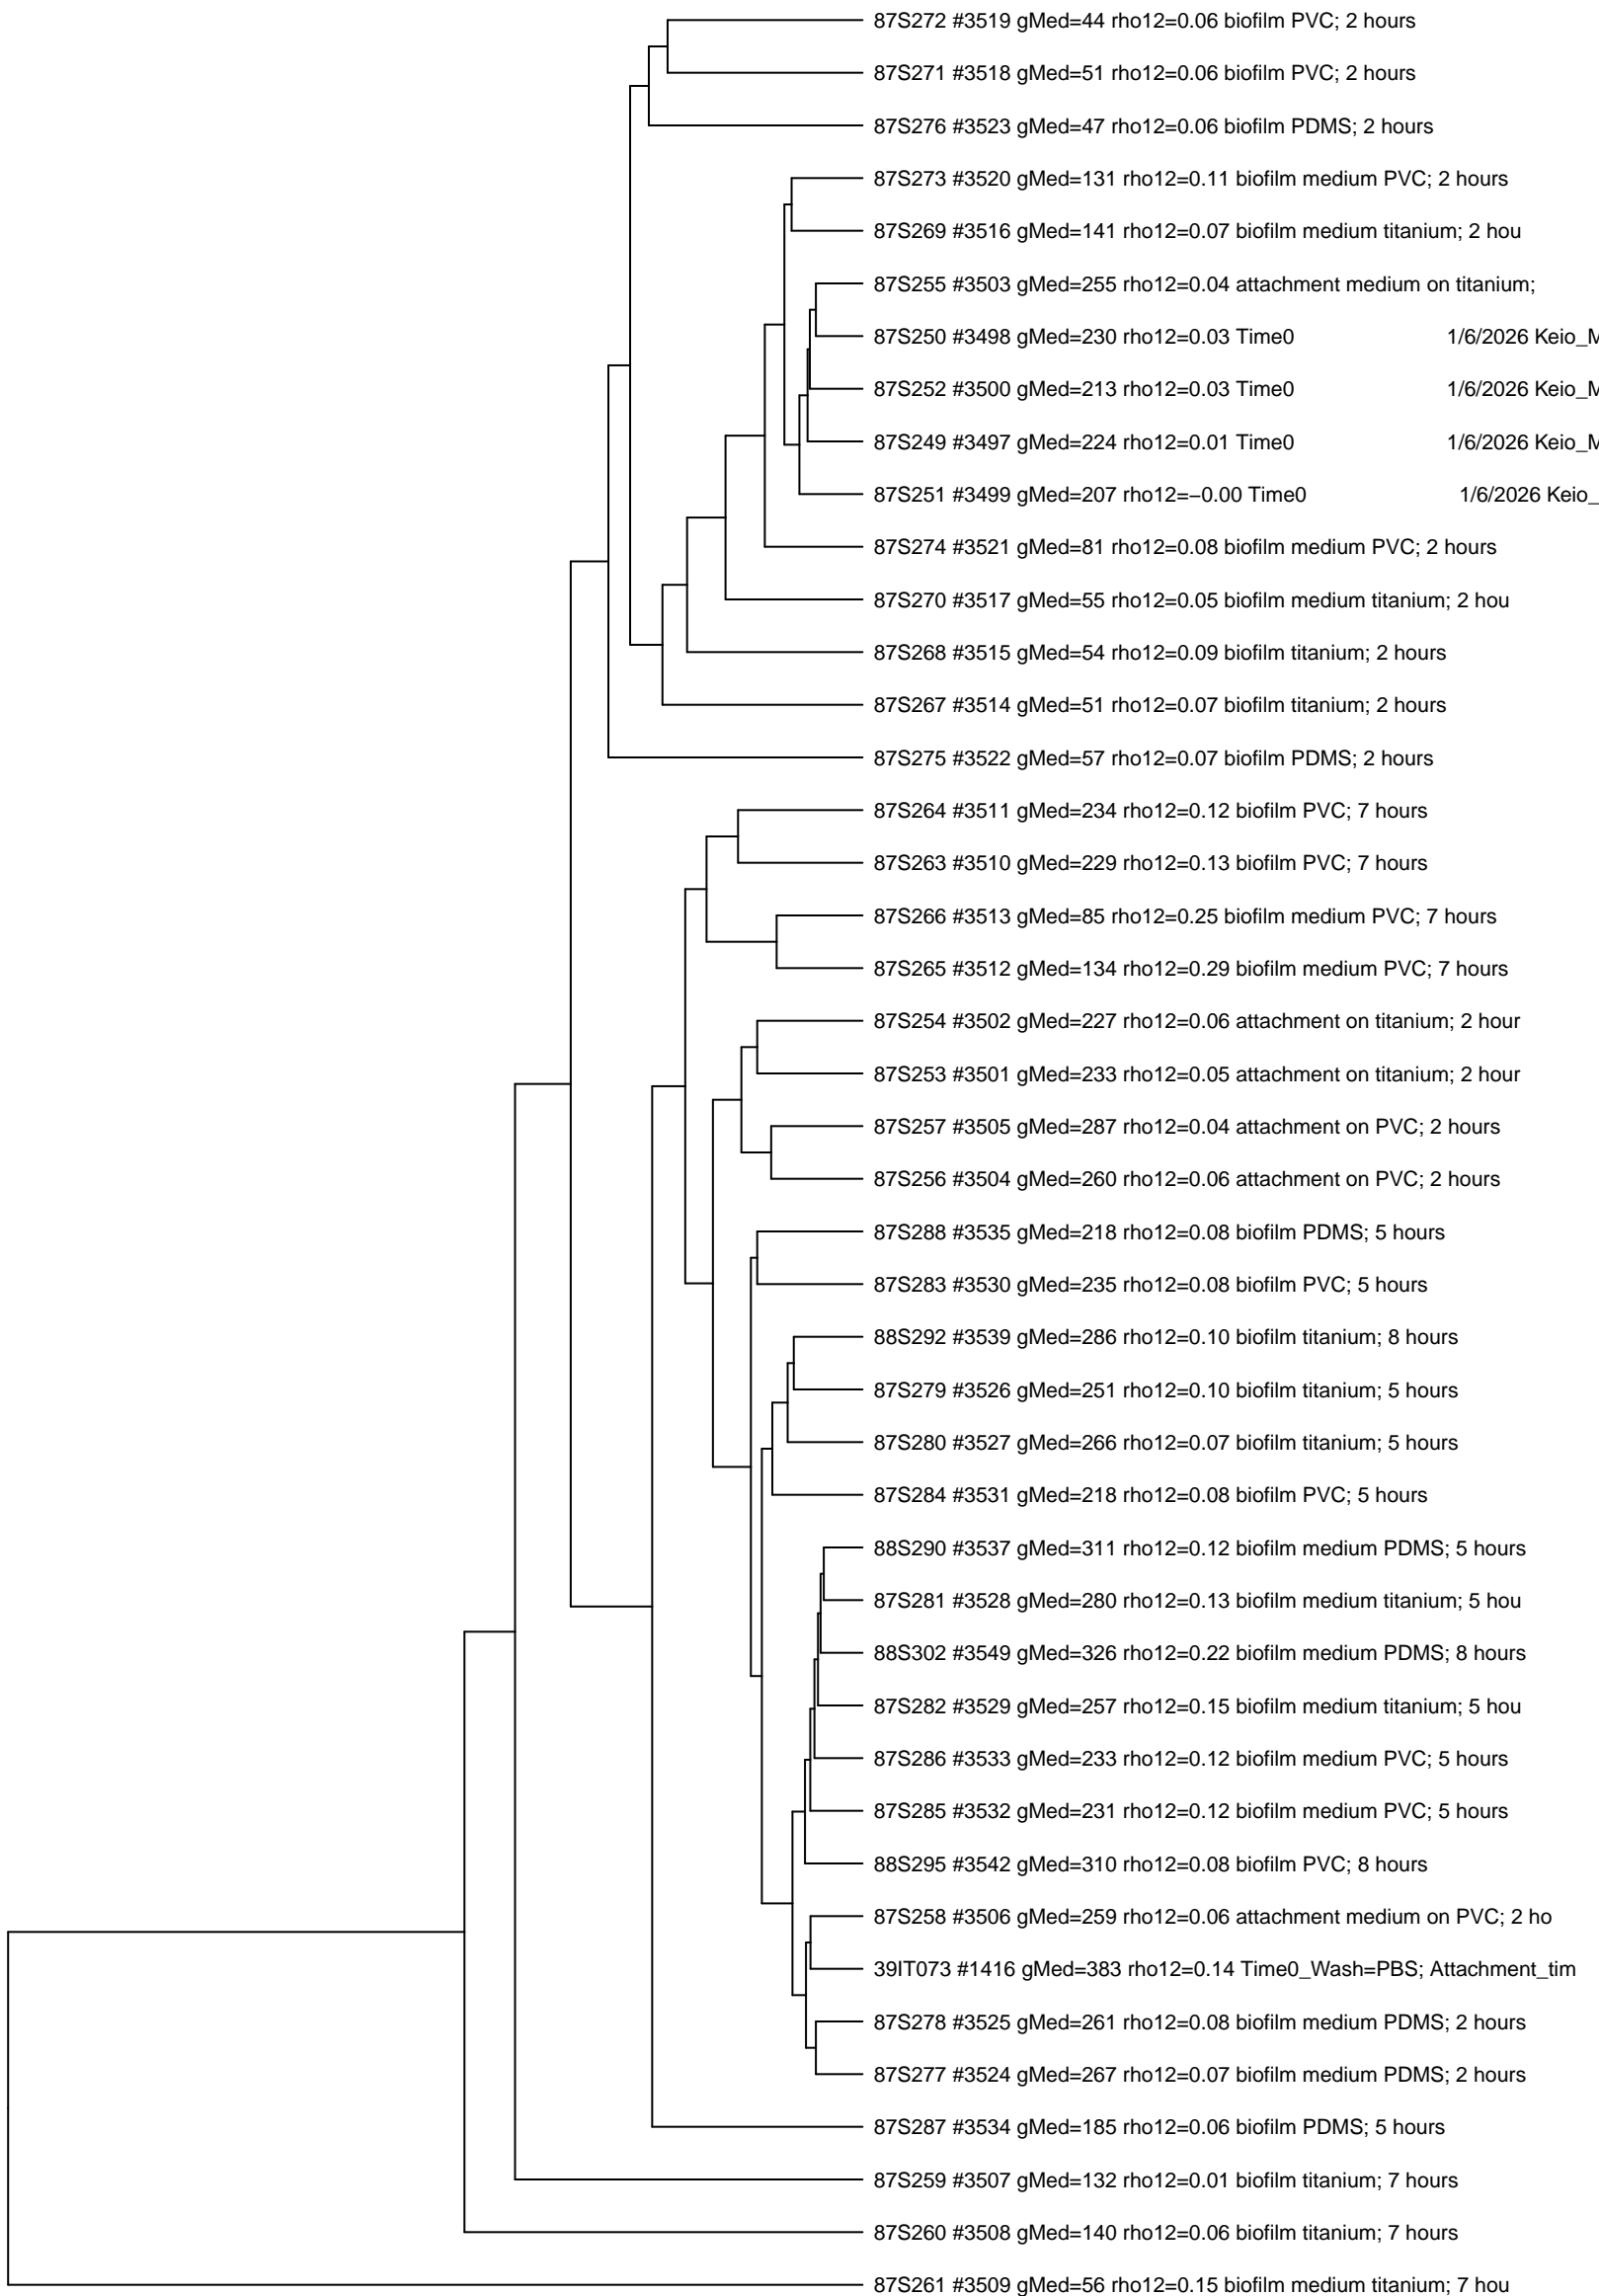 87S272 #3519 gMed=44 rho12=0.06 biofilm PVC; 2 hours
87S271 #3518 gMed=51 rho12=0.06 biofilm PVC; 2 hours
87S276 #3523 gMed=47 rho12=0.06 biofilm PDMS; 2 hours
87S273 #3520 gMed=131 rho12=0.11 biofilm medium PVC; 2 hours
87S269 #3516 gMed=141 rho12=0.07 biofilm medium titanium; 2 hou
87S255 #3503 gMed=255 rho12=0.04 attachment medium on titanium;
87S250 #3498 gMed=230 rho12=0.03 Time0 1/6/2026 Keio_M
87S252 #3500 gMed=213 rho12=0.03 Time0 1/6/2026 Keio_M
87S249 #3497 gMed=224 rho12=0.01 Time0 1/6/2026 Keio_M
87S251 #3499 gMed=207 rho12=−0.00 Time0 1/6/2026 Keio_
87S274 #3521 gMed=81 rho12=0.08 biofilm medium PVC; 2 hours
87S270 #3517 gMed=55 rho12=0.05 biofilm medium titanium; 2 hou
87S268 #3515 gMed=54 rho12=0.09 biofilm titanium; 2 hours
87S267 #3514 gMed=51 rho12=0.07 biofilm titanium; 2 hours
87S275 #3522 gMed=57 rho12=0.07 biofilm PDMS; 2 hours
87S264 #3511 gMed=234 rho12=0.12 biofilm PVC; 7 hours
87S263 #3510 gMed=229 rho12=0.13 biofilm PVC; 7 hours
87S266 #3513 gMed=85 rho12=0.25 biofilm medium PVC; 7 hours
87S265 #3512 gMed=134 rho12=0.29 biofilm medium PVC; 7 hours
87S254 #3502 gMed=227 rho12=0.06 attachment on titanium; 2 hour
87S253 #3501 gMed=233 rho12=0.05 attachment on titanium; 2 hour
87S257 #3505 gMed=287 rho12=0.04 attachment on PVC; 2 hours
87S256 #3504 gMed=260 rho12=0.06 attachment on PVC; 2 hours
87S288 #3535 gMed=218 rho12=0.08 biofilm PDMS; 5 hours
87S283 #3530 gMed=235 rho12=0.08 biofilm PVC; 5 hours
88S292 #3539 gMed=286 rho12=0.10 biofilm titanium; 8 hours
87S279 #3526 gMed=251 rho12=0.10 biofilm titanium; 5 hours
87S280 #3527 gMed=266 rho12=0.07 biofilm titanium; 5 hours
87S284 #3531 gMed=218 rho12=0.08 biofilm PVC; 5 hours
88S290 #3537 gMed=311 rho12=0.12 biofilm medium PDMS; 5 hours
87S281 #3528 gMed=280 rho12=0.13 biofilm medium titanium; 5 hou
88S302 #3549 gMed=326 rho12=0.22 biofilm medium PDMS; 8 hours
87S282 #3529 gMed=257 rho12=0.15 biofilm medium titanium; 5 hou
87S286 #3533 gMed=233 rho12=0.12 biofilm medium PVC; 5 hours
87S285 #3532 gMed=231 rho12=0.12 biofilm medium PVC; 5 hours
88S295 #3542 gMed=310 rho12=0.08 biofilm PVC; 8 hours
87S258 #3506 gMed=259 rho12=0.06 attachment medium on PVC; 2 ho
39IT073 #1416 gMed=383 rho12=0.14 Time0_Wash=PBS; Attachment_tim
87S278 #3525 gMed=261 rho12=0.08 biofilm medium PDMS; 2 hours
87S277 #3524 gMed=267 rho12=0.07 biofilm medium PDMS; 2 hours
87S287 #3534 gMed=185 rho12=0.06 biofilm PDMS; 5 hours
87S259 #3507 gMed=132 rho12=0.01 biofilm titanium; 7 hours
87S260 #3508 gMed=140 rho12=0.06 biofilm titanium; 7 hours
87S261 #3509 gMed=56 rho12=0.15 biofilm medium titanium; 7 hou